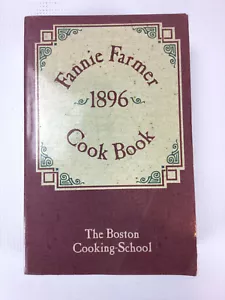 Fannie Farmer
1896
Cook Book
The Boston
Cooking-School